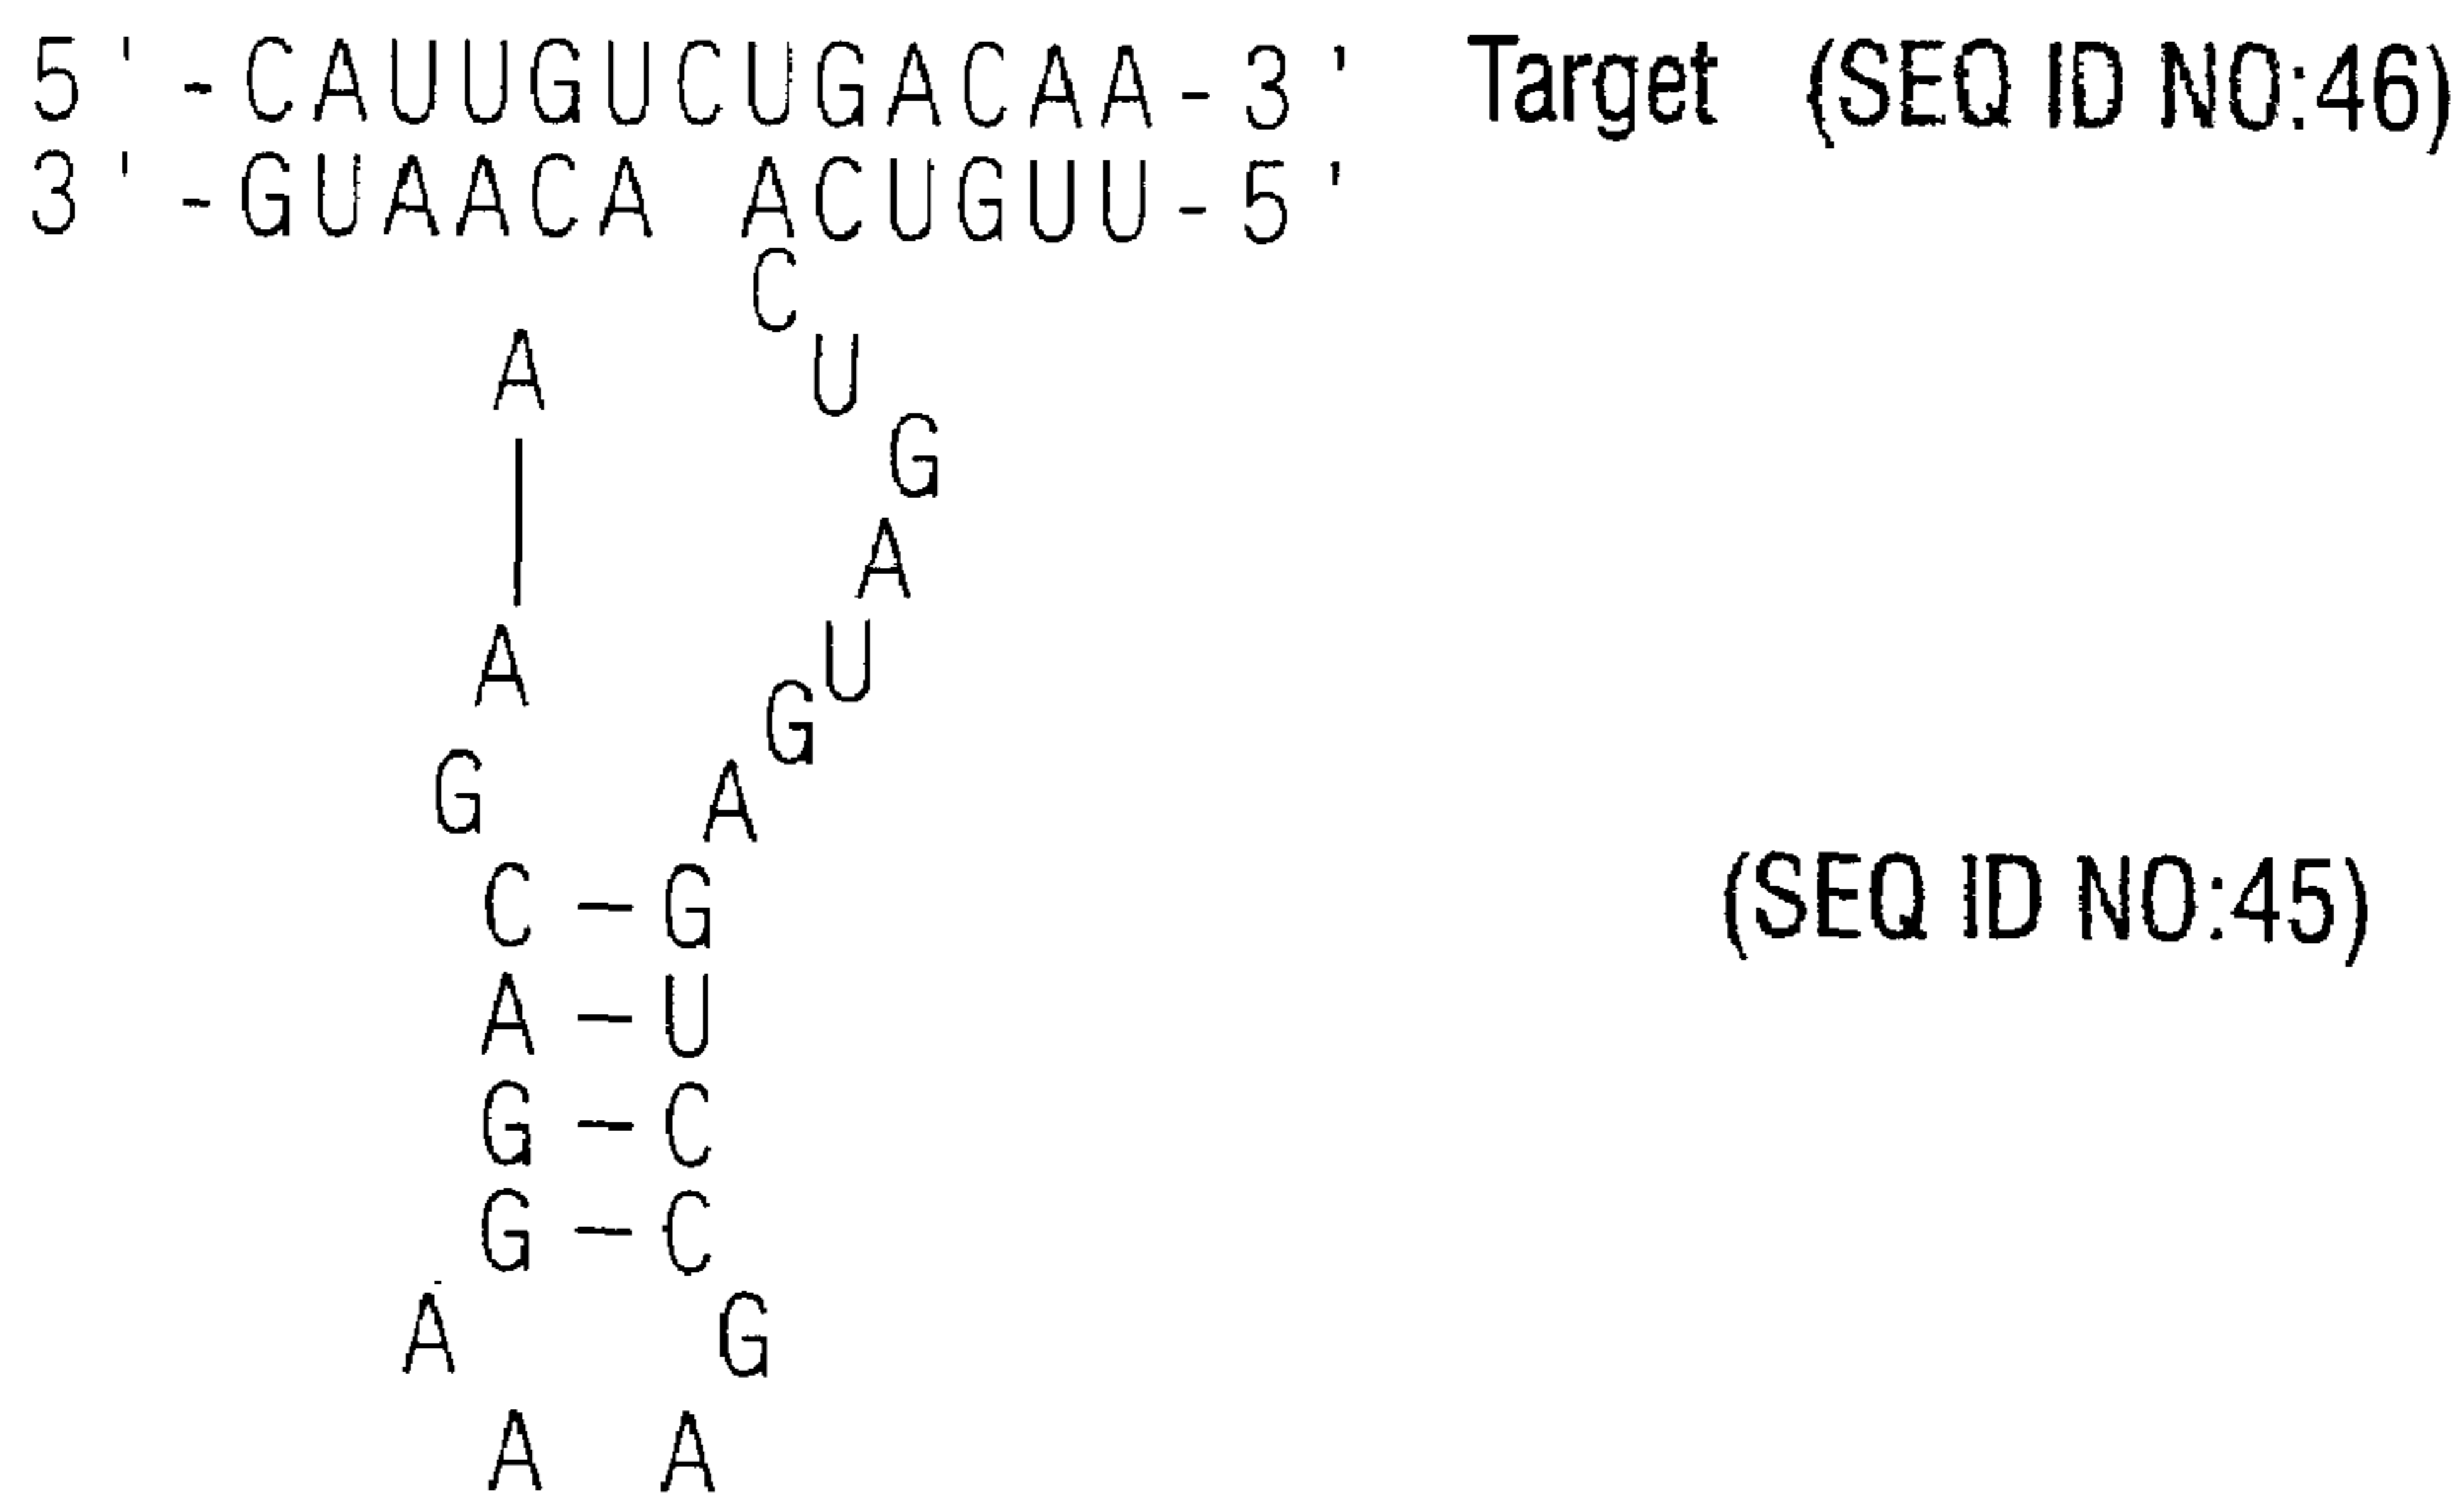 5'-CAUUGUCUGACAA-3' Target (SEQ ID NO:46)
3'-GUAACA ACUGUU-5'
C
A U
G
A
A U
G G
A
C - G (SEQ ID NO:45)
A - U
G - C
G - C
A G
A A